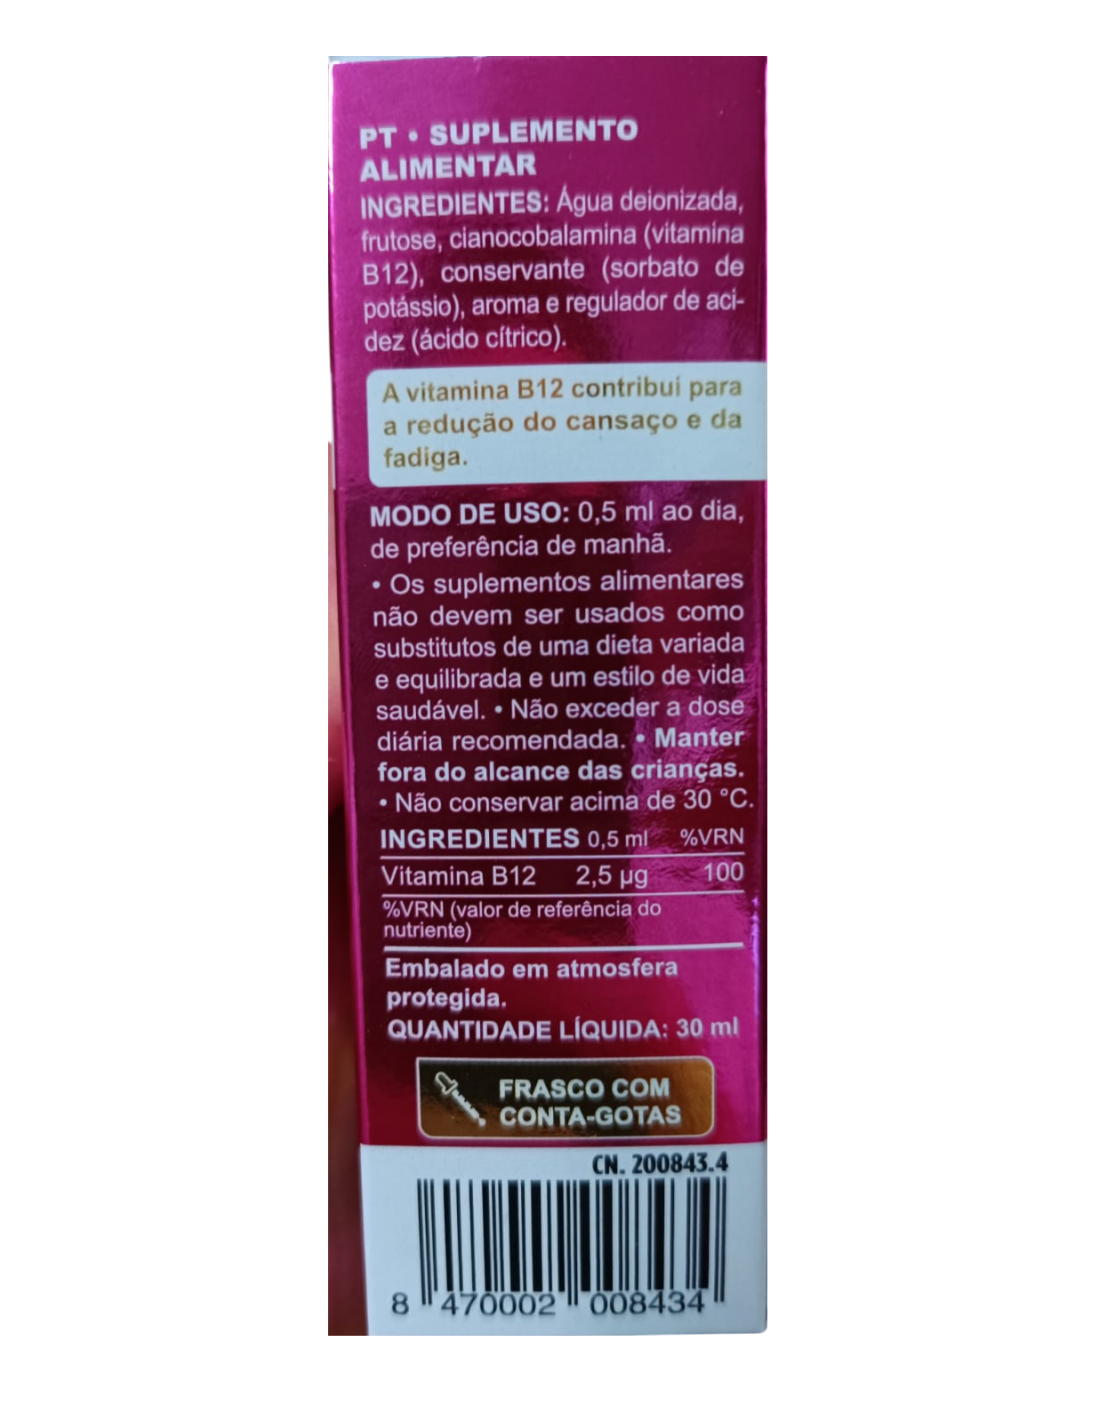 PT • SUPLEMENTO
ALIMENTAR
INGREDIENTES: Água deionizada,
frutose, cianocobalamina (vitamina
B12), conservante (sorbato de
potássio), aroma e regulador de aci-
dez (ácido cítrico).
A vitamina B12 contribui para
a redução do cansaço e da
fadiga.
MODO DE USO: 0,5 ml ao dia,
de preferência de manhã.
• Os suplementos alimentares
não devem ser usados como
substitutos de uma dieta variada
e equilibrada e um estilo de vida
saudável. • Não exceder a dose
diária recomendada. • Manter
fora do alcance das crianças.
• Não conservar acima de 30 °C.
INGREDIENTES 0,5 ml %VRN
Vitamina B12 2,5 µg 100
%VRN (valor de referência do
nutriente)
Embalado em atmosfera
protegida.
QUANTIDADE LÍQUIDA: 30 ml
FRASCO COM
CONTA-GOTAS
CN. 200843.4
8 470002 008434